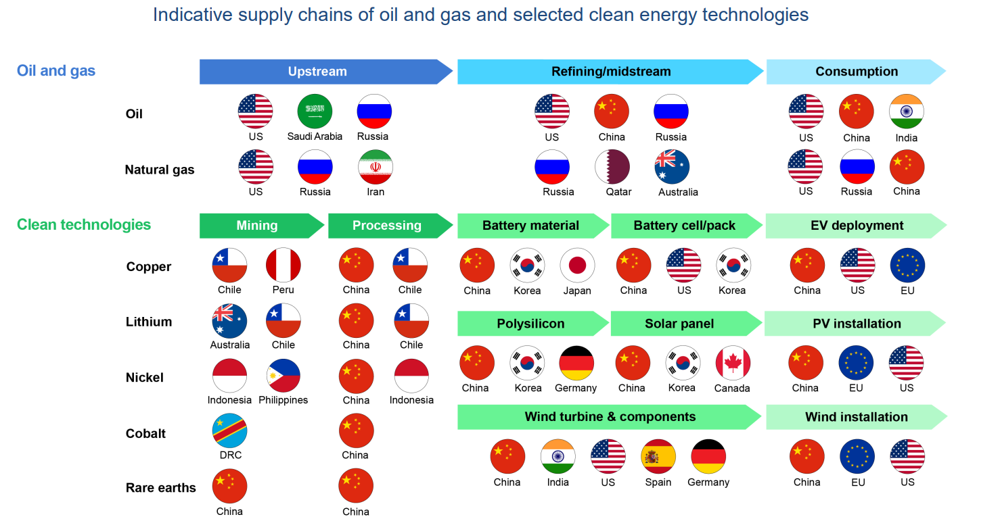 Indicative supply chains of oil and gas and selected clean energy technologies
Oil and gas
Upstream
Refining/midstream
Consumption
Oil
US
Saudi Arabia
Russia
US
China
Russia
US
China
India
Natural gas
US
Russia
Iran
Russia
Qatar
Australia
US
Russia
China
Clean technologies
Mining
Processing
Battery material
Battery cell/pack
EV deployment
Copper
Chile
Peru
China
Chile
China
Korea
Japan
China
US
Korea
China
US
EU
Lithium
Australia
Chile
China
Chile
Polysilicon
Solar panel
PV installation
China
Korea
Germany
China
Korea
Canada
China
EU
US
Nickel
Indonesia
Philippines
China
Indonesia
Wind turbine & components
Wind installation
China
India
US
Spain
Germany
China
EU
US
Cobalt
DRC
China
Rare earths
China
China